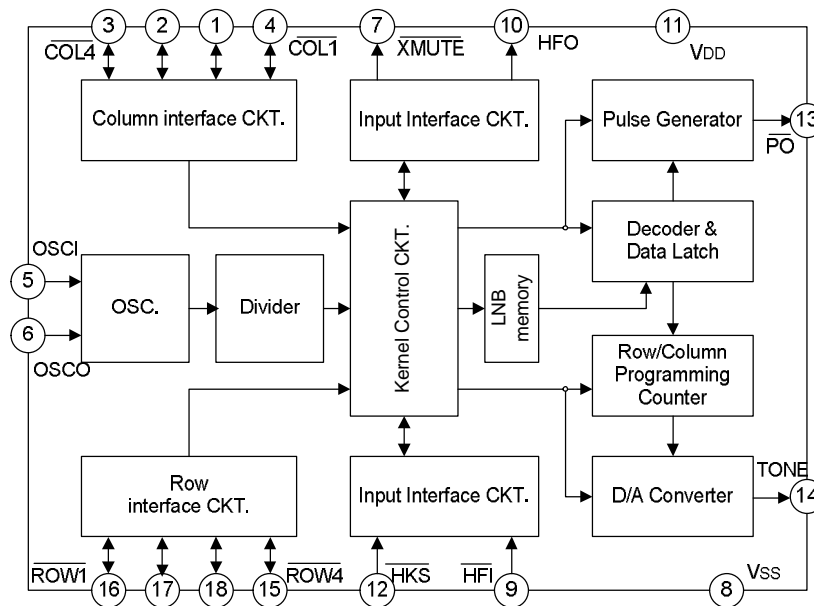 3 2 1 4 7 10 11
COL4 COL1 XMUTE HFO VDD
Column interface CKT.
Input Interface CKT.
Pulse Generator
13
PO
Kernel Control CKT.
Decoder &
Data Latch
OSCI
5
OSC.
Divider
LNB
memory
6
OSCO
Row/Column
Programming
Counter
Row
interface CKT.
Input Interface CKT.
D/A Converter
TONE
14
ROW1 ROW4 HKS HFI VSS
16 17 18 15 12 9 8